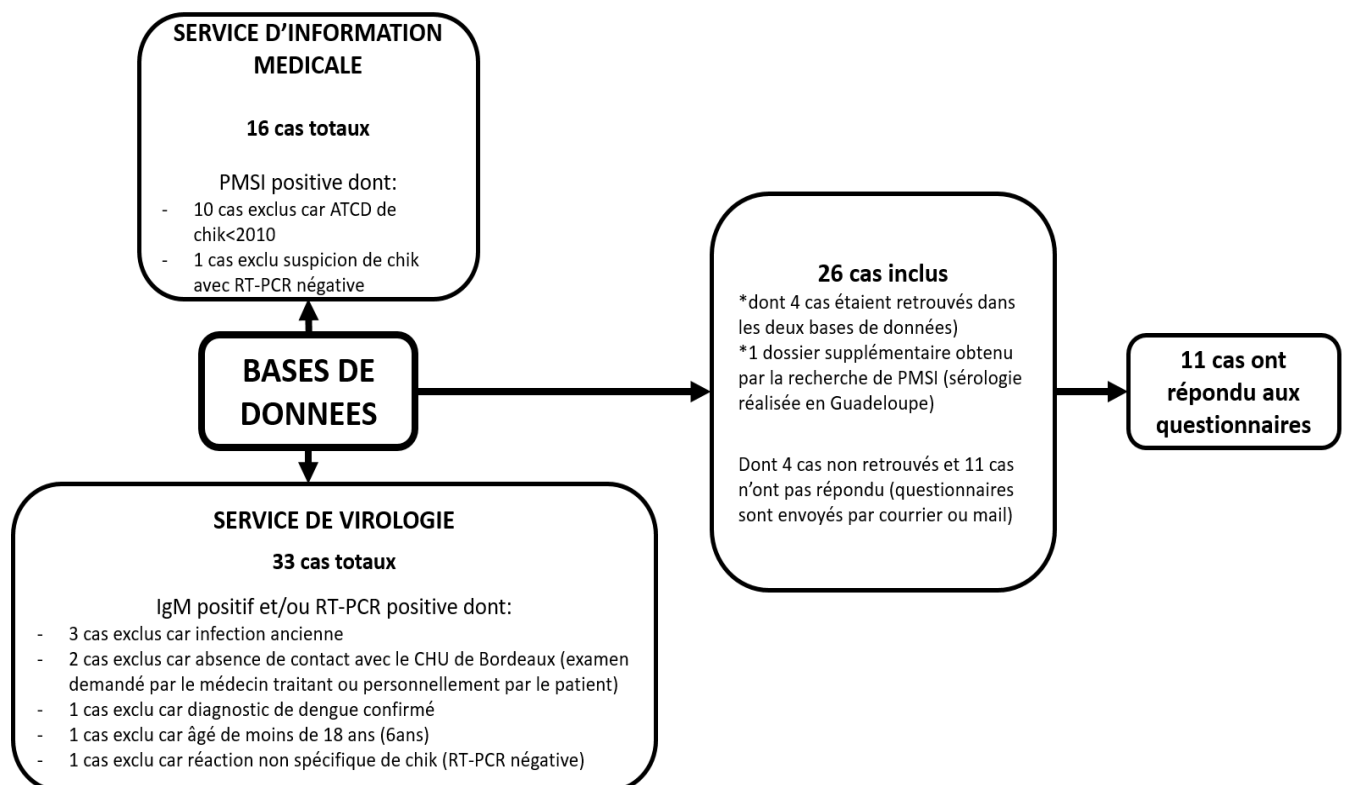 SERVICE D'INFORMATION
MEDICALE
16 cas totaux
PMSI positive dont:
- 10 cas exclus car ATCD de
chik<2010
- 1 cas exclu suspicion de chik
avec RT-PCR négative
BASES DE
DONNEES
SERVICE DE VIROLOGIE
33 cas totaux
IgM positif et/ou RT-PCR positive dont:
- 3 cas exclus car infection ancienne
- 2 cas exclus car absence de contact avec le CHU de Bordeaux (examen
demandé par le médecin traitant ou personnellement par le patient)
- 1 cas exclu car diagnostic de dengue confirmé
- 1 cas exclu car âgé de moins de 18 ans (6ans)
- 1 cas exclu car réaction non spécifique de chik (RT-PCR négative)
26 cas inclus
*dont 4 cas étaient retrouvés dans
les deux bases de données)
*1 dossier supplémentaire obtenu
par la recherche de PMSI (sérologie
réalisée en Guadeloupe)
Dont 4 cas non retrouvés et 11 cas
n'ont pas répondu (questionnaires
sont envoyés par courrier ou mail)
11 cas ont
répondu aux
questionnaires